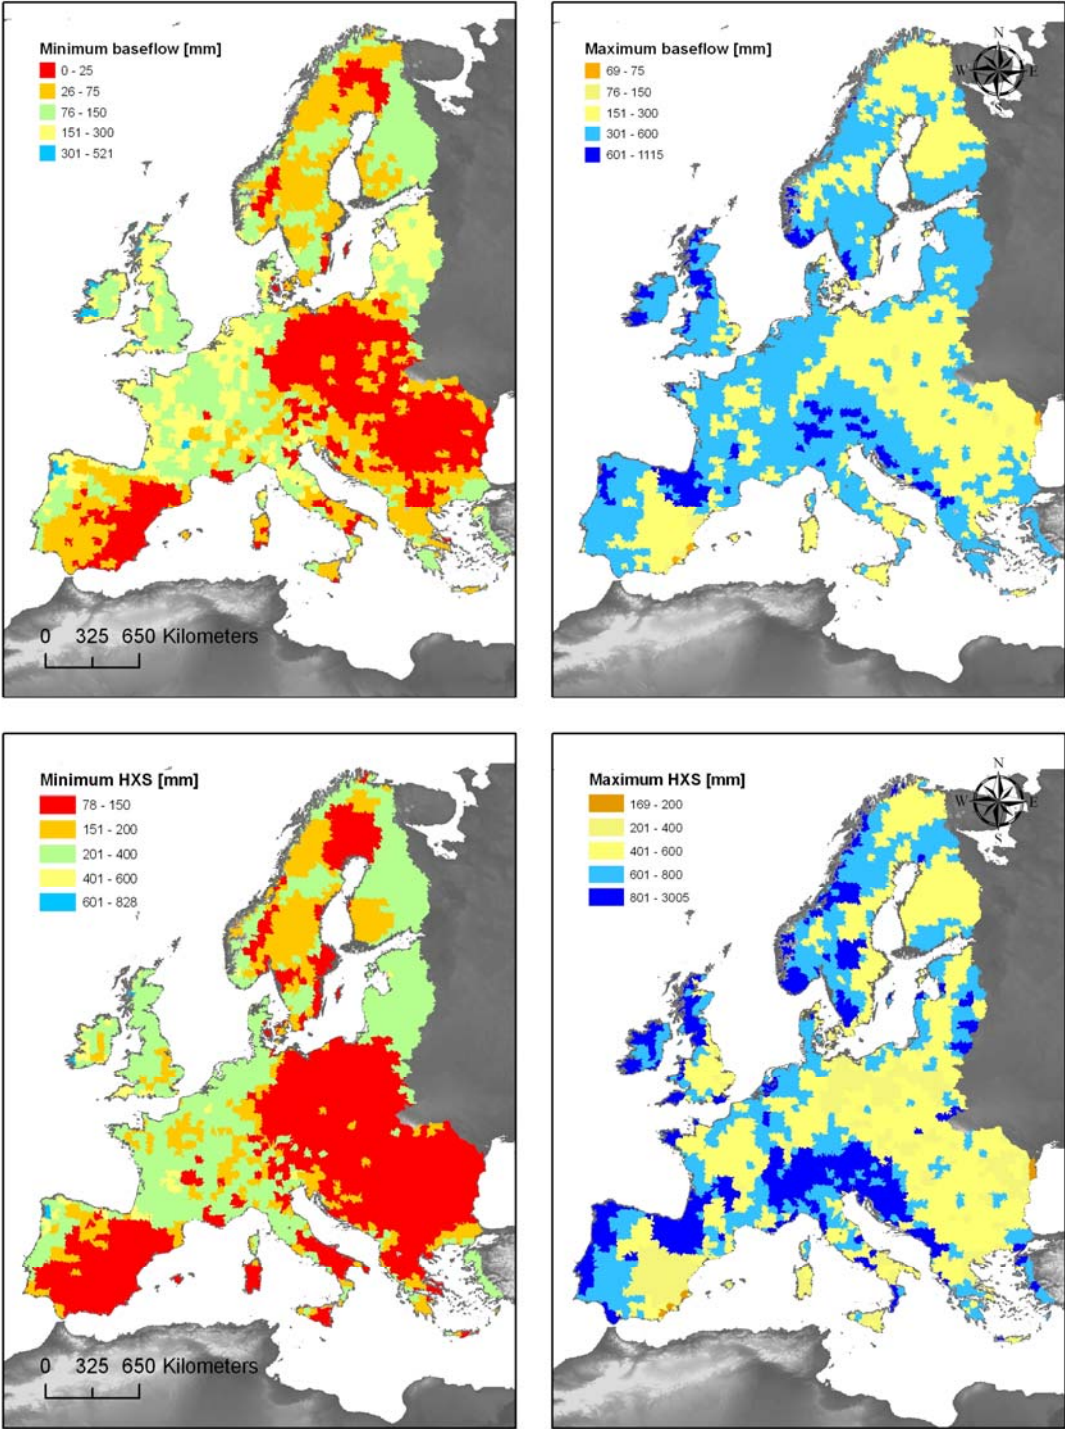 Minimum baseflow [mm]
0 - 25
26 - 75
76 - 150
151 - 300
301 - 521
0 325 650 Kilometers
Maximum baseflow [mm]
69 - 75
76 - 150
151 - 300
301 - 600
601 - 1115
N
W E
S
Minimum HXS [mm]
78 - 150
151 - 200
201 - 400
401 - 600
601 - 828
0 325 650 Kilometers
Maximum HXS [mm]
169 - 200
201 - 400
401 - 600
601 - 800
801 - 3005
N
W E
S